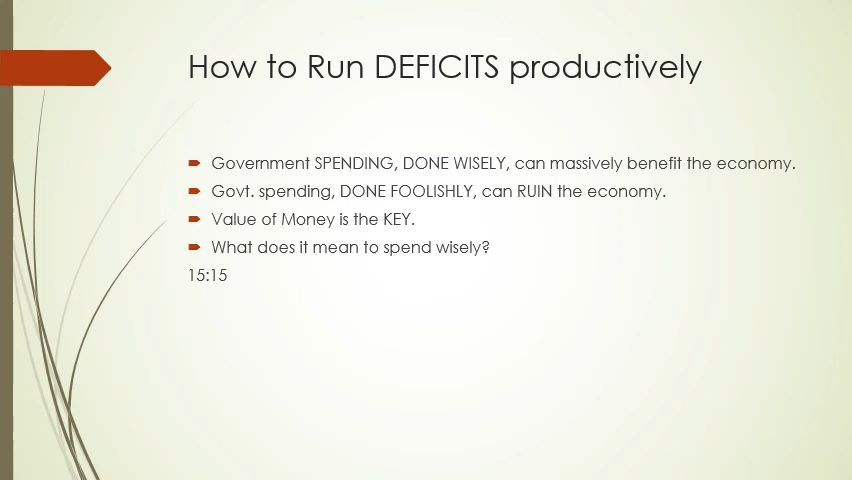 How to Run DEFICITS productively
Government SPENDING, DONE WISELY, can massively benefit the economy.
Govt. spending, DONE FOOLISHLY, can RUIN the economy.
Value of Money is the KEY.
What does it mean to spend wisely?
15:15